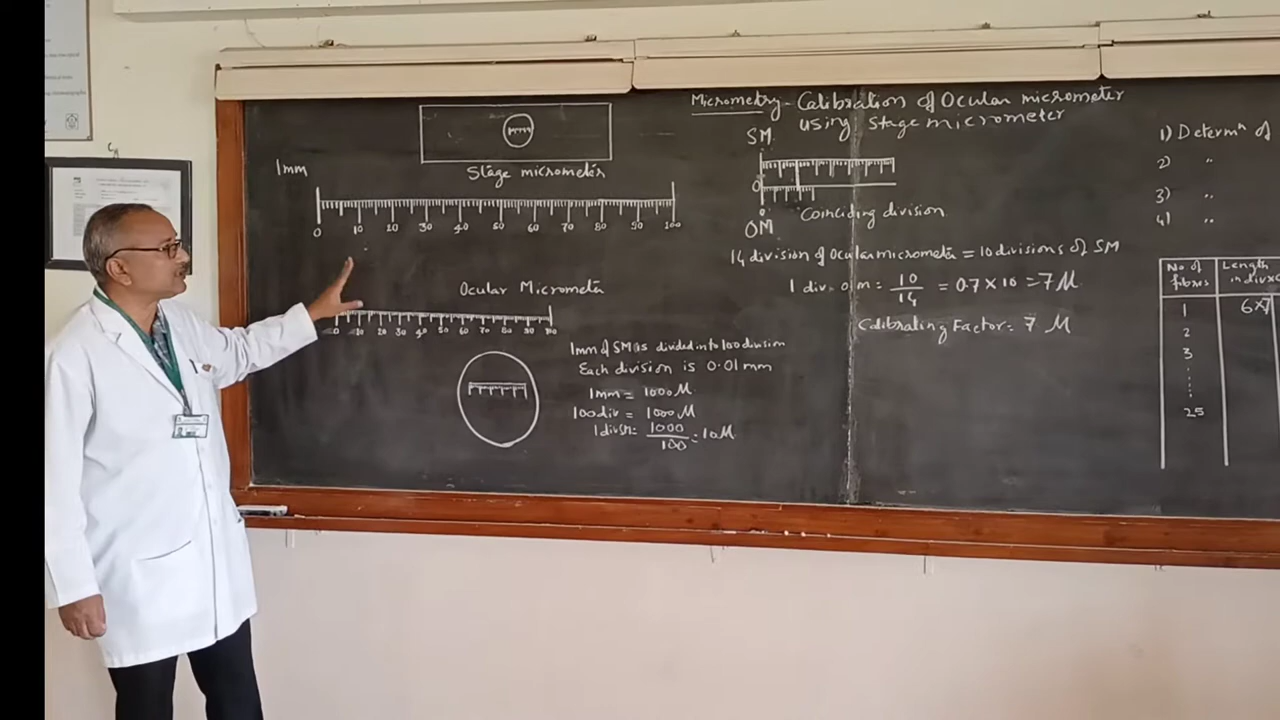 Micrometry - Calibration of Ocular micrometer
using stage micrometer
1mm
Stage micrometer
0 10 20 30 40 50 60 70 80 90 100
Ocular Micrometer
0 10 20 30 40 50 60 70 80 90 100
1mm of SM is divided into 100 division
Each division is 0.01mm
1mm = 1000 M
100 div = 1000 M
1 divsn = 1000/100 = 10 M
SM
0
0
OM
Coinciding division
14 division of Ocular micrometer = 10 divisions of SM
1 div. o m = 10/14 = 0.7 x 10 = 7 M
Calibrating Factor: 7 M
1) Determn of
2) "
3) "
4) "
No of fibres
Length in div x
1 6x7
2
3
25